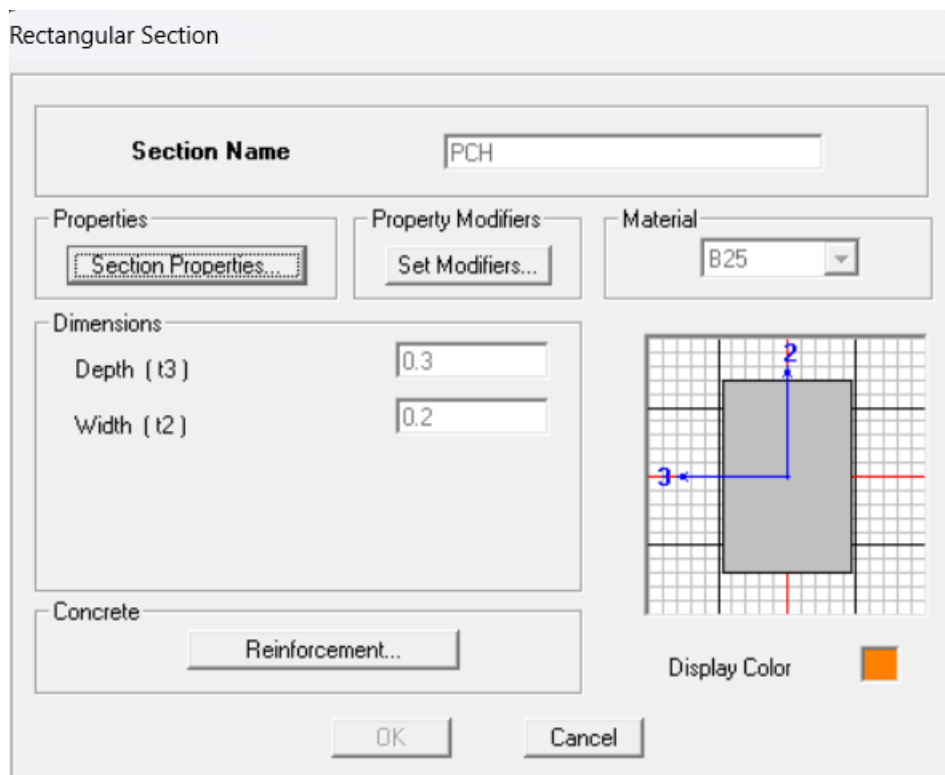 Rectangular Section
Section Name
PCH
Properties
Section Properties...
Property Modifiers
Set Modifiers...
Material
B25
Dimensions
Depth ( t3 )
0.3
Width ( t2 )
0.2
2
3
Concrete
Reinforcement...
Display Color
OK
Cancel